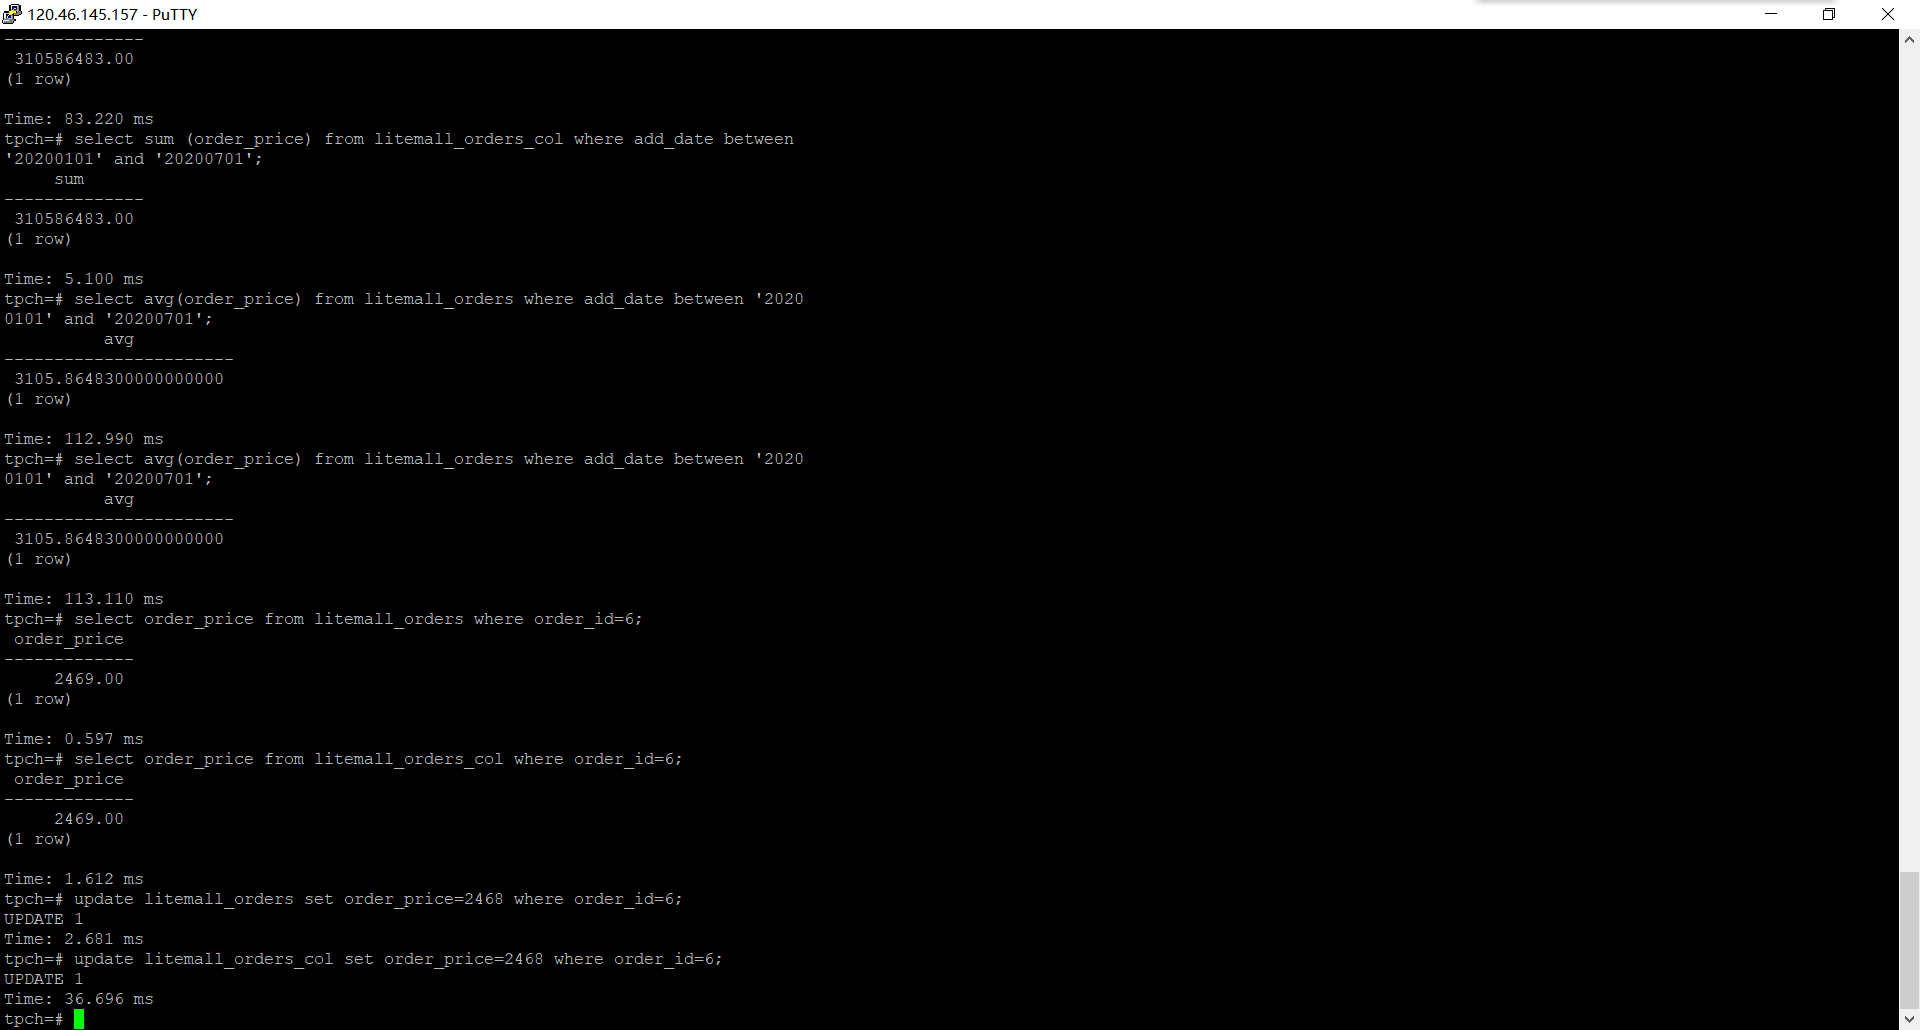 120.46.145.157 - PuTTY
--------------
310586483.00
(1 row)
Time: 83.220 ms
tpch=# select sum (order_price) from litemall_orders_col where add_date between
'20200101' and '20200701';
sum
--------------
310586483.00
(1 row)
Time: 5.100 ms
tpch=# select avg(order_price) from litemall_orders where add_date between '2020
0101' and '20200701';
avg
-----------------------
3105.8648300000000000
(1 row)
Time: 112.990 ms
tpch=# select avg(order_price) from litemall_orders where add_date between '2020
0101' and '20200701';
avg
-----------------------
3105.8648300000000000
(1 row)
Time: 113.110 ms
tpch=# select order_price from litemall_orders where order_id=6;
order_price
-------------
2469.00
(1 row)
Time: 0.597 ms
tpch=# select order_price from litemall_orders_col where order_id=6;
order_price
-------------
2469.00
(1 row)
Time: 1.612 ms
tpch=# update litemall_orders set order_price=2468 where order_id=6;
UPDATE 1
Time: 2.681 ms
tpch=# update litemall_orders_col set order_price=2468 where order_id=6;
UPDATE 1
Time: 36.696 ms
tpch=#